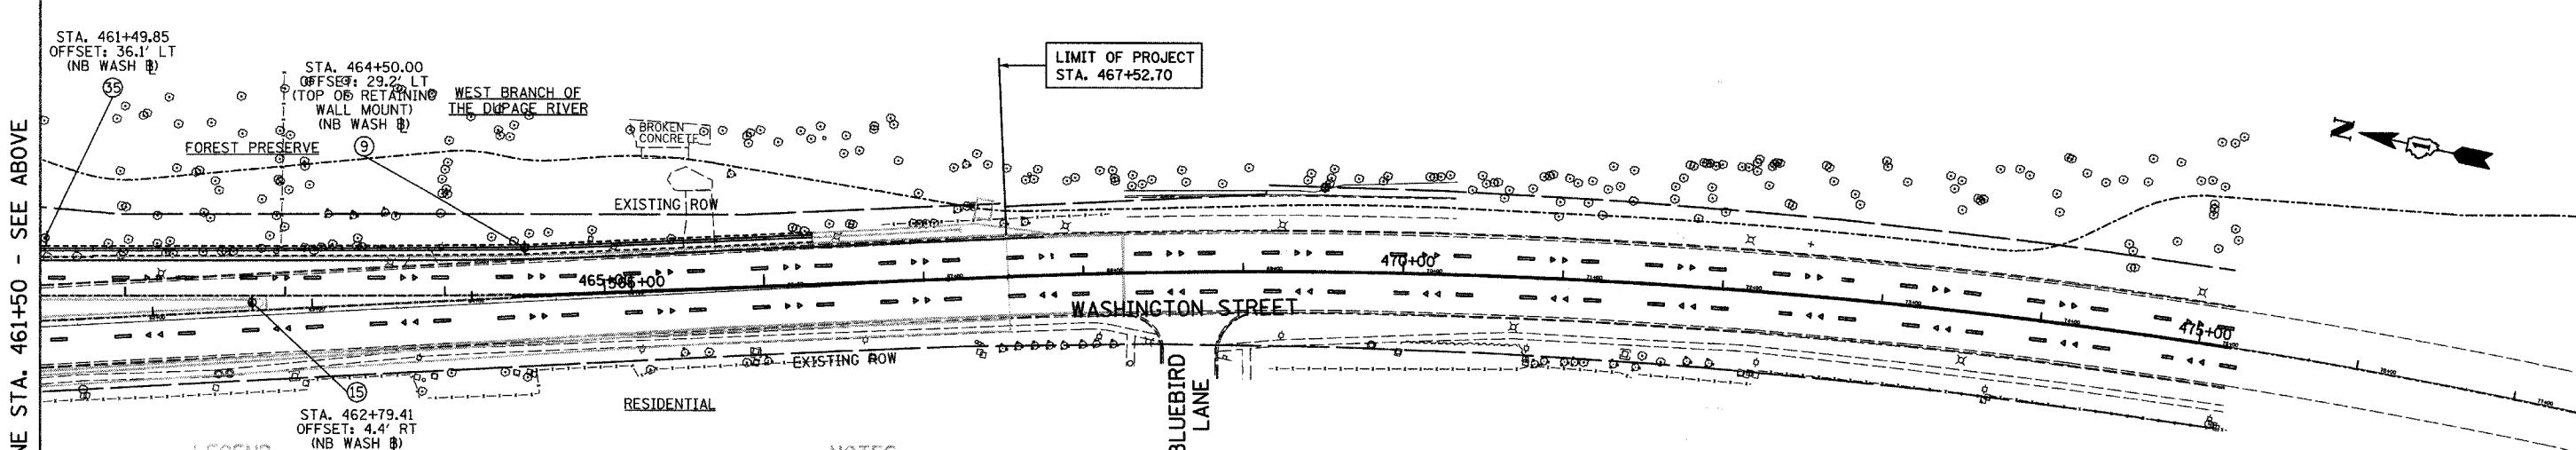 NE STA. 461+50 - SEE ABOVE
STA. 461+49.85
OFFSET: 36.1' LT
(NB WASH ℄)
35
STA. 464+50.00
OFFSET: 29.2' LT
(TOP OF RETAINING
WALL MOUNT)
(NB WASH ℄)
9
FOREST PRESERVE
WEST BRANCH OF
THE DUPAGE RIVER
BROKEN
CONCRETE
LIMIT OF PROJECT
STA. 467+52.70
N
EXISTING ROW
465+00
470+00
WASHINGTON STREET
475+00
EXISTING ROW
15
STA. 462+79.41
OFFSET: 4.4' RT
(NB WASH ℄)
RESIDENTIAL
BLUEBIRD
LANE